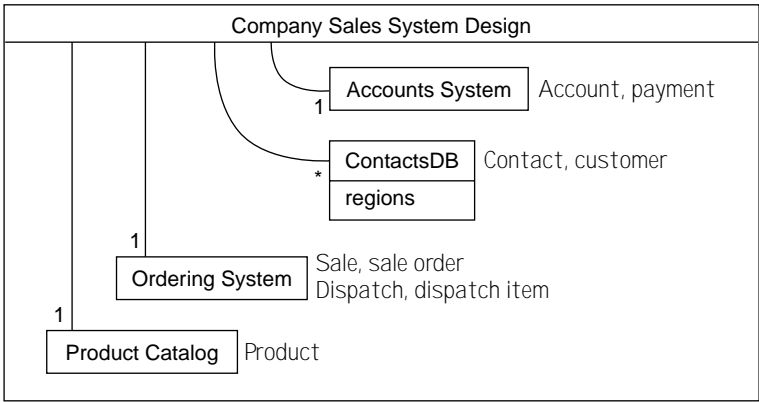 Company Sales System Design
Accounts System
Account, payment
1
ContactsDB
Contact, customer
*
regions
1
Ordering System
Sale, sale order
Dispatch, dispatch item
1
Product Catalog
Product